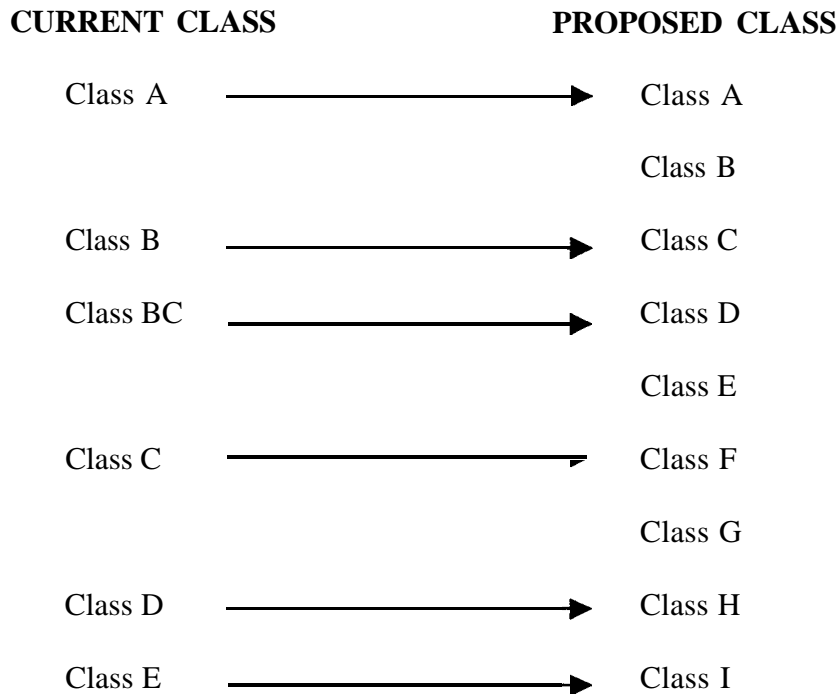 CURRENT CLASS PROPOSED CLASS
Class A Class A
Class B
Class B Class C
Class BC Class D
Class E
Class C Class F
Class G
Class D Class H
Class E Class I